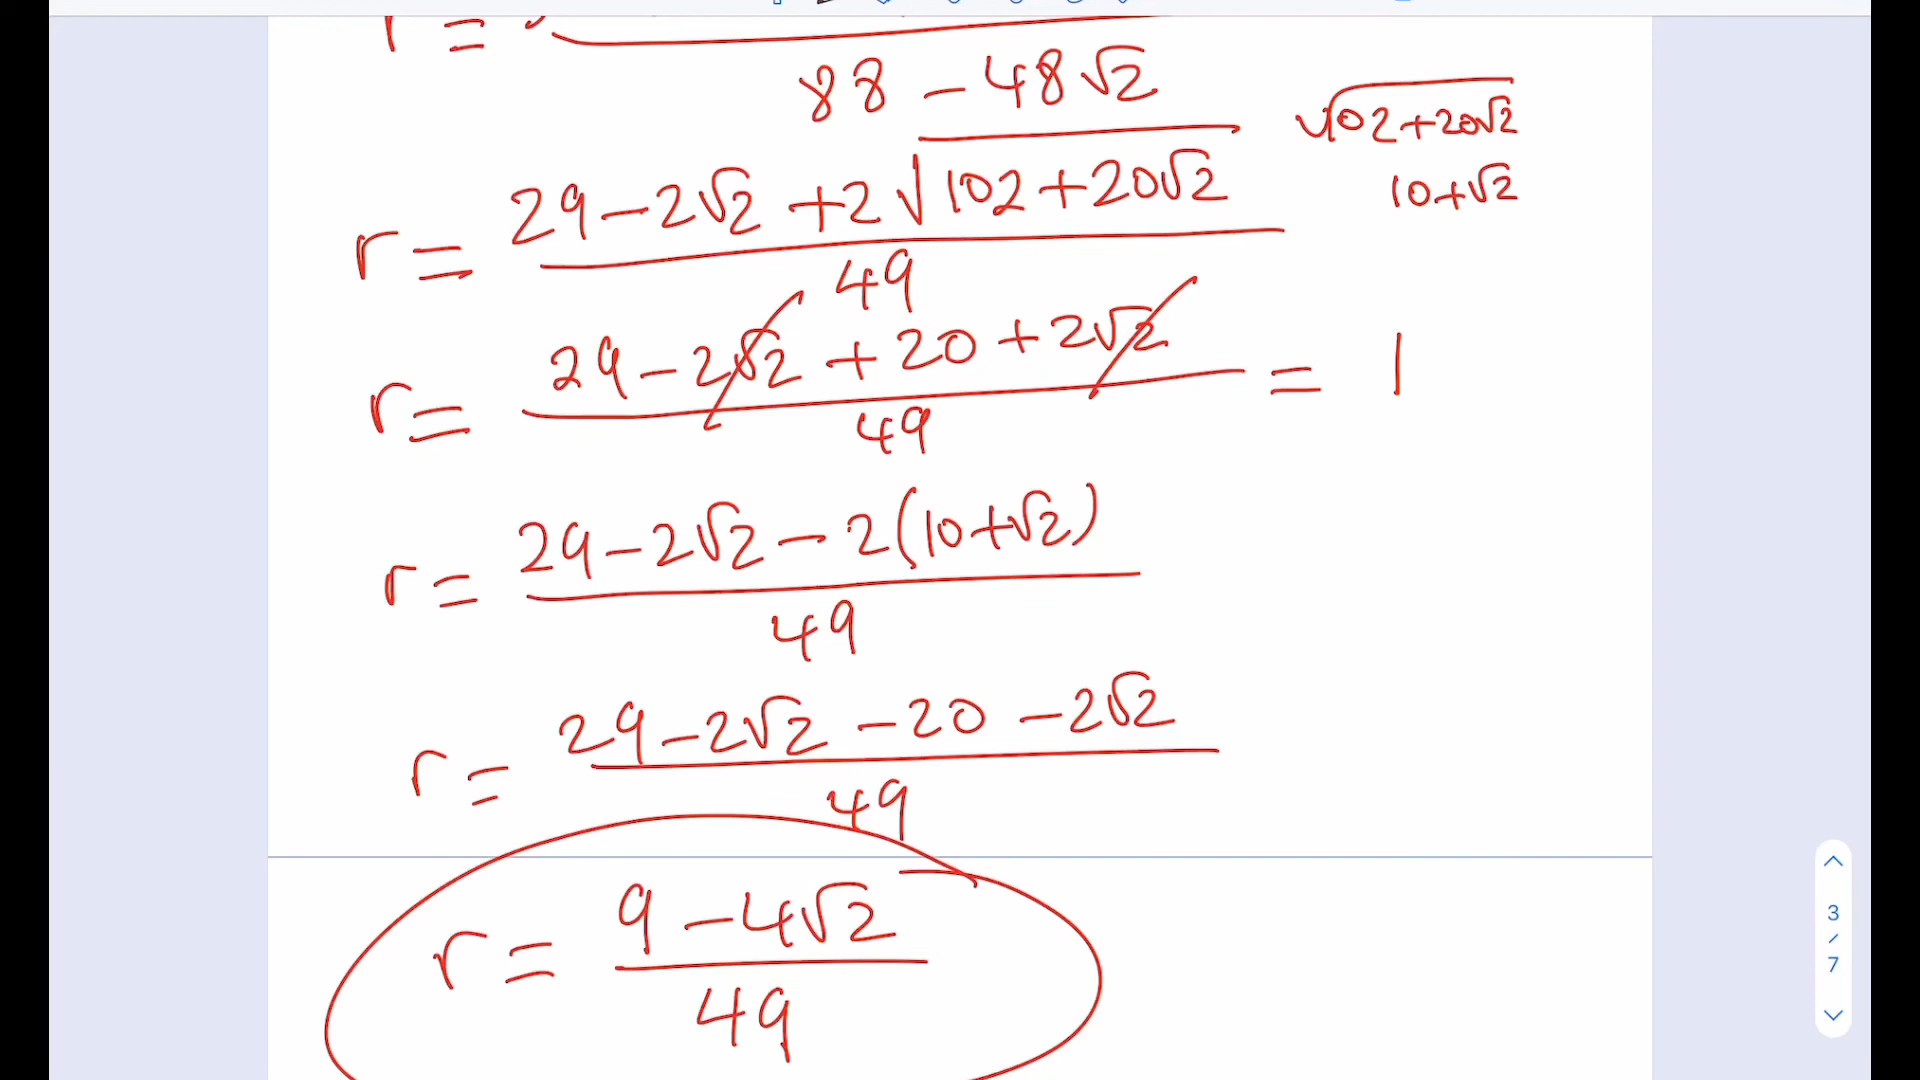 r =
88 - 48√2
√102+20√2
r = 29-2√2 +2√102+20√2
10+√2
49
r = 29-2√2 +20+2√2 = 1
49
r = 29-2√2-2(10+√2)
49
r = 29-2√2-20-2√2
49
r = 9-4√2
49
3
/
7